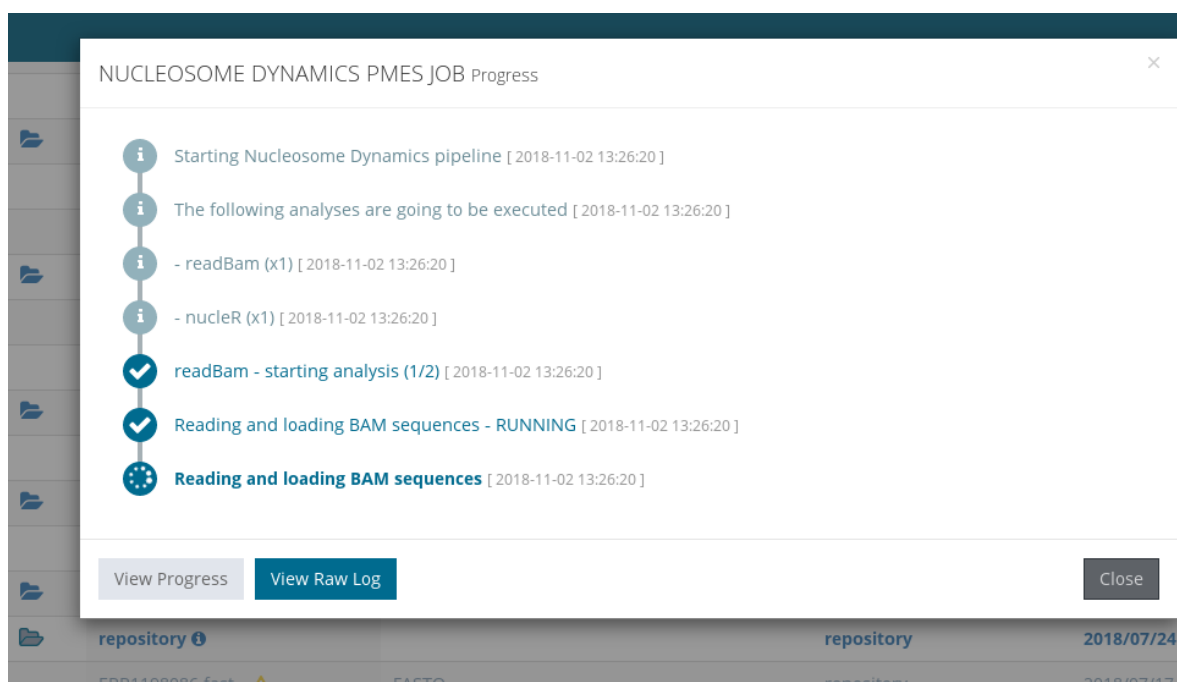 NUCLEOSOME DYNAMICS PMES JOB Progress
×
Starting Nucleosome Dynamics pipeline [ 2018-11-02 13:26:20 ]
The following analyses are going to be executed [ 2018-11-02 13:26:20 ]
- readBam (x1) [ 2018-11-02 13:26:20 ]
- nucleR (x1) [ 2018-11-02 13:26:20 ]
readBam - starting analysis (1/2) [ 2018-11-02 13:26:20 ]
Reading and loading BAM sequences - RUNNING [ 2018-11-02 13:26:20 ]
Reading and loading BAM sequences [ 2018-11-02 13:26:20 ]
View Progress View Raw Log Close
repository repository 2018/07/24
FASTQ repository 2018/07/17